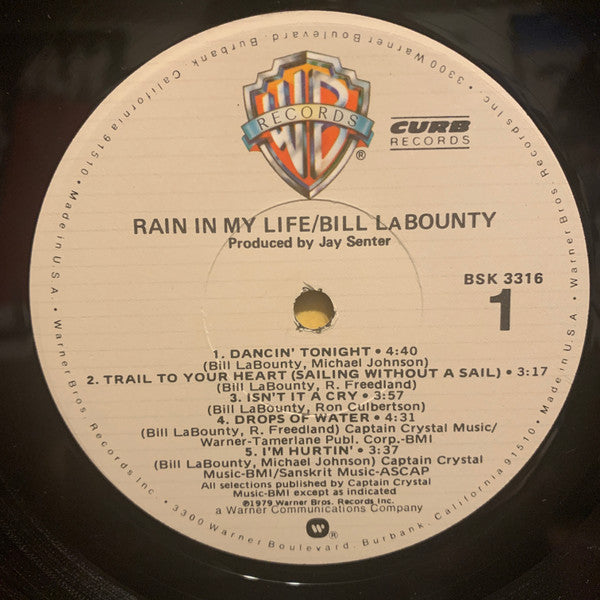 WB
RECORDS
®
CURB
RECORDS
RAIN IN MY LIFE/BILL LABOUNTY
Produced by Jay Senter
BSK 3316
1
1. DANCIN' TONIGHT • 4:40
(Bill LaBounty, Michael Johnson)
2. TRAIL TO YOUR HEART (SAILING WITHOUT A SAIL) • 3:17
(Bill LaBounty, R. Freedland)
3. ISN'T IT A CRY • 3:57
(Bill LaBounty, Ron Culbertson)
4. DROPS OF WATER • 4:31
(Bill LaBounty, R. Freedland) Captain Crystal Music/
Warner-Tamerlane Publ. Corp.-BMI
5. I'M HURTIN' • 3:37
(Bill LaBounty, Michael Johnson) Captain Crystal
Music-BMI/Sanskrit Music-ASCAP
All selections published by Captain Crystal
Music-BMI except as indicated
℗1979 Warner Bros. Records Inc.
a Warner Communications Company
®
Warner Bros. Records Inc. • 3300 Warner Boulevard, Burbank, California 91510 • Made in U.S.A. • Warner Bros. Records Inc. • 3300 Warner Boulevard, Burbank, California 91510 • Made in U.S.A. •